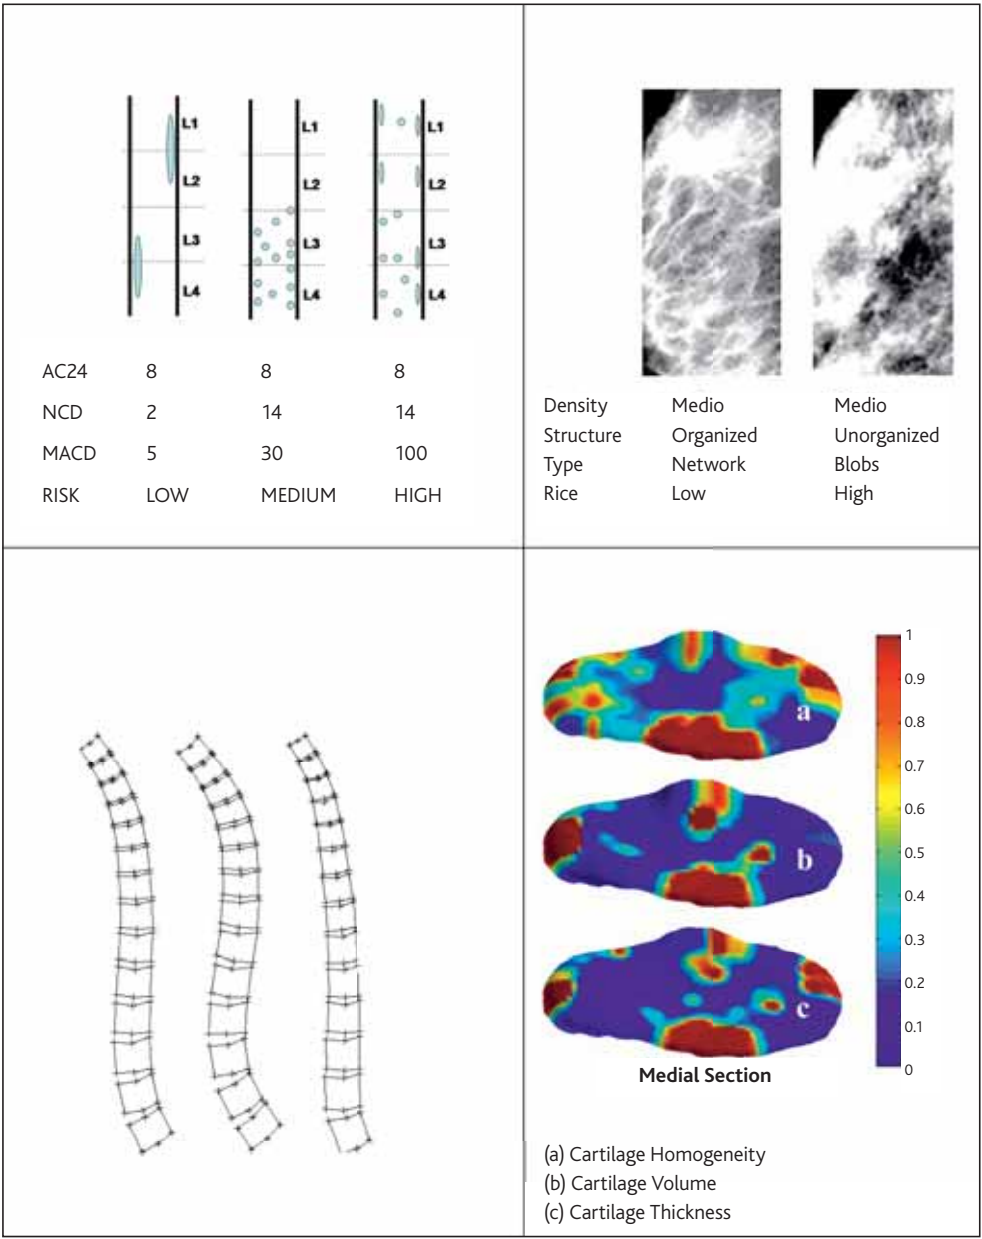 L1
L2
L3
L4
L1
L2
L3
L4
L1
L2
L3
L4
AC24 8 8 8
NCD 2 14 14
MACD 5 30 100
RISK LOW MEDIUM HIGH
Density Medio Medio
Structure Organized Unorganized
Type Network Blobs
Rice Low High
a
b
c
1
0.9
0.8
0.7
0.6
0.5
0.4
0.3
0.2
0.1
0
Medial Section
(a) Cartilage Homogeneity
(b) Cartilage Volume
(c) Cartilage Thickness